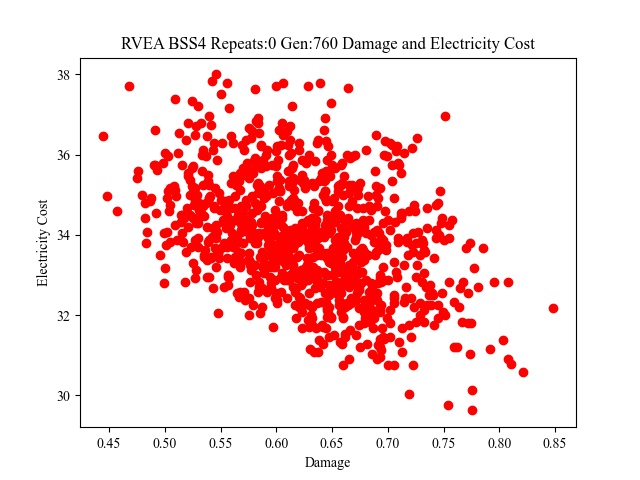 RVEA BSS4 Repeats:0 Gen:760 Damage and Electricity Cost
38
36
34
32
30
Electricity Cost
0.45 0.50 0.55 0.60 0.65 0.70 0.75 0.80 0.85
Damage